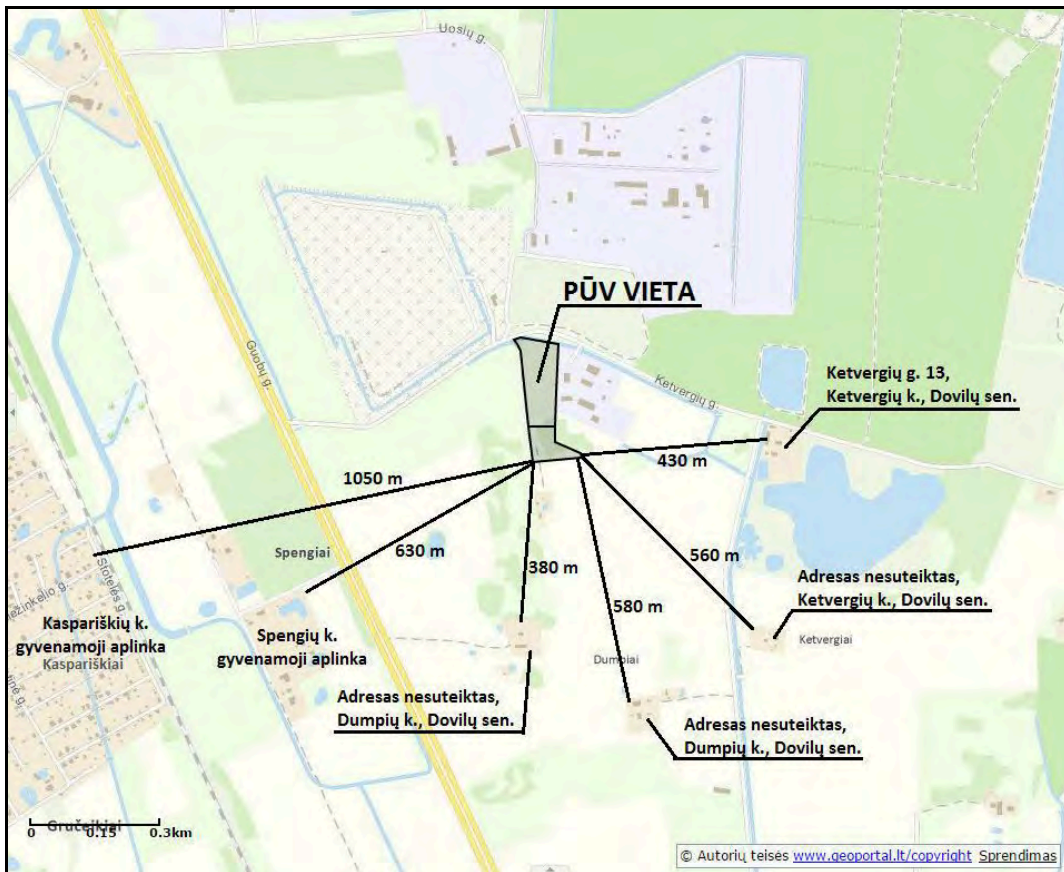 Uosių g.
PŪV VIETA
Guobų g.
Ketvergių g.
Ketvergių g. 13,
Ketvergių k., Dovilų sen.
1050 m
430 m
630 m
380 m
560 m
580 m
Spengiai
Stotelės g.
Kaspariškių k.
gyvenamoji aplinka
Kaspariškiai
Spengių k.
gyvenamoji aplinka
Adresas nesuteiktas,
Ketvergių k., Dovilų sen.
Ketvergiai
Dumpiai
Adresas nesuteiktas,
Dumpių k., Dovilų sen.
Adresas nesuteiktas,
Dumpių k., Dovilų sen.
0 0.15 0.3km
© Autorių teisės www.geoportal.lt/copyright Sprendimas